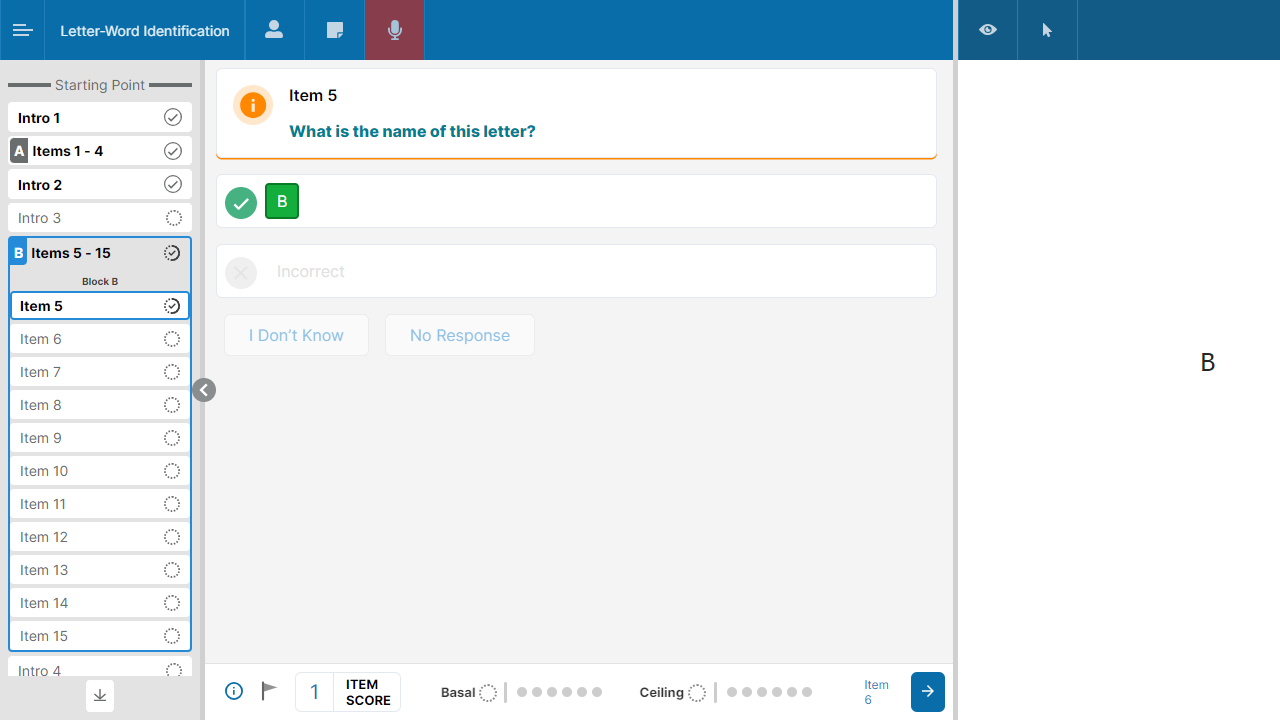 Letter-Word Identification
Starting Point
Intro 1
A Items 1 - 4
Intro 2
Intro 3
B Items 5 - 15
Block B
Item 5
Item 6
Item 7
Item 8
Item 9
Item 10
Item 11
Item 12
Item 13
Item 14
Item 15
Intro 4
Item 5
What is the name of this letter?
B
Incorrect
I Don’t Know
No Response
1 ITEM
SCORE
Basal
Ceiling
Item
6
B